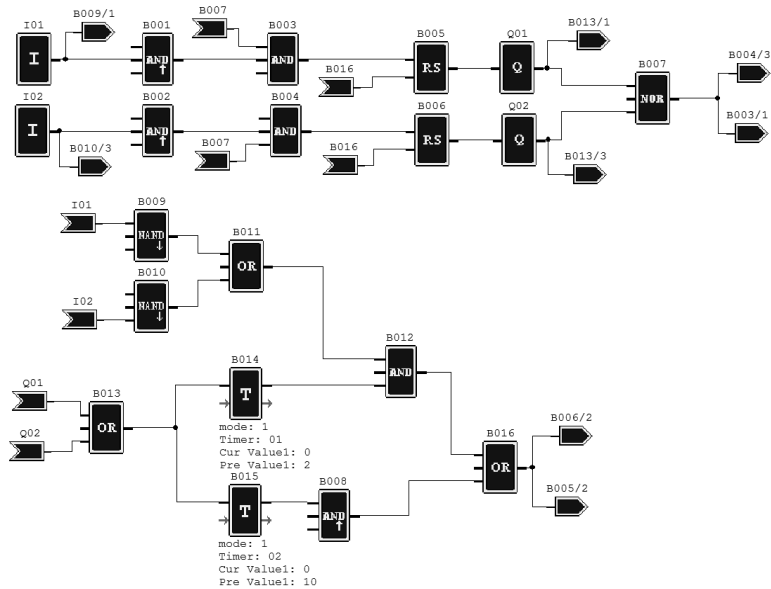 I01
B009/1
B001
B007
B003
B005
Q01
B013/1
B007
B004/3
I
AND
AND
B016
RS
Q
NOR
I02
B002
B004
B006
Q02
B003/1
I
AND
AND
B007
B016
RS
Q
B010/3
B013/3
I01
B009
NAND
B011
OR
B010
I02
NAND
B012
AND
B014
Q01
B013
T
OR
Q02
mode: 1
Timer: 01
Cur Value1: 0
Pre Value1: 2
B016
OR
B006/2
B005/2
B015
B008
T
AND
mode: 1
Timer: 02
Cur Value1: 0
Pre Value1: 10